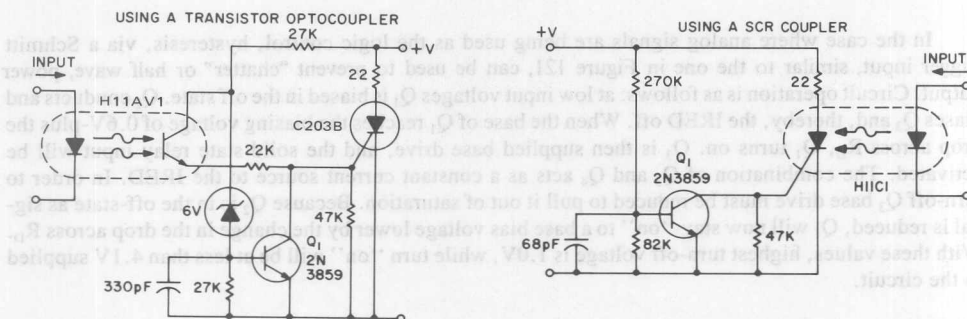 USING A TRANSISTOR OPTOCOUPLER
27K
+V
INPUT
22
H11AV1
C203B
22K
6V
47K
Q1
2N
3859
330pF
27K
USING A SCR COUPLER
+V
INPUT
270K
22
Q1
2N3859
H11C1
68pF
82K
47K